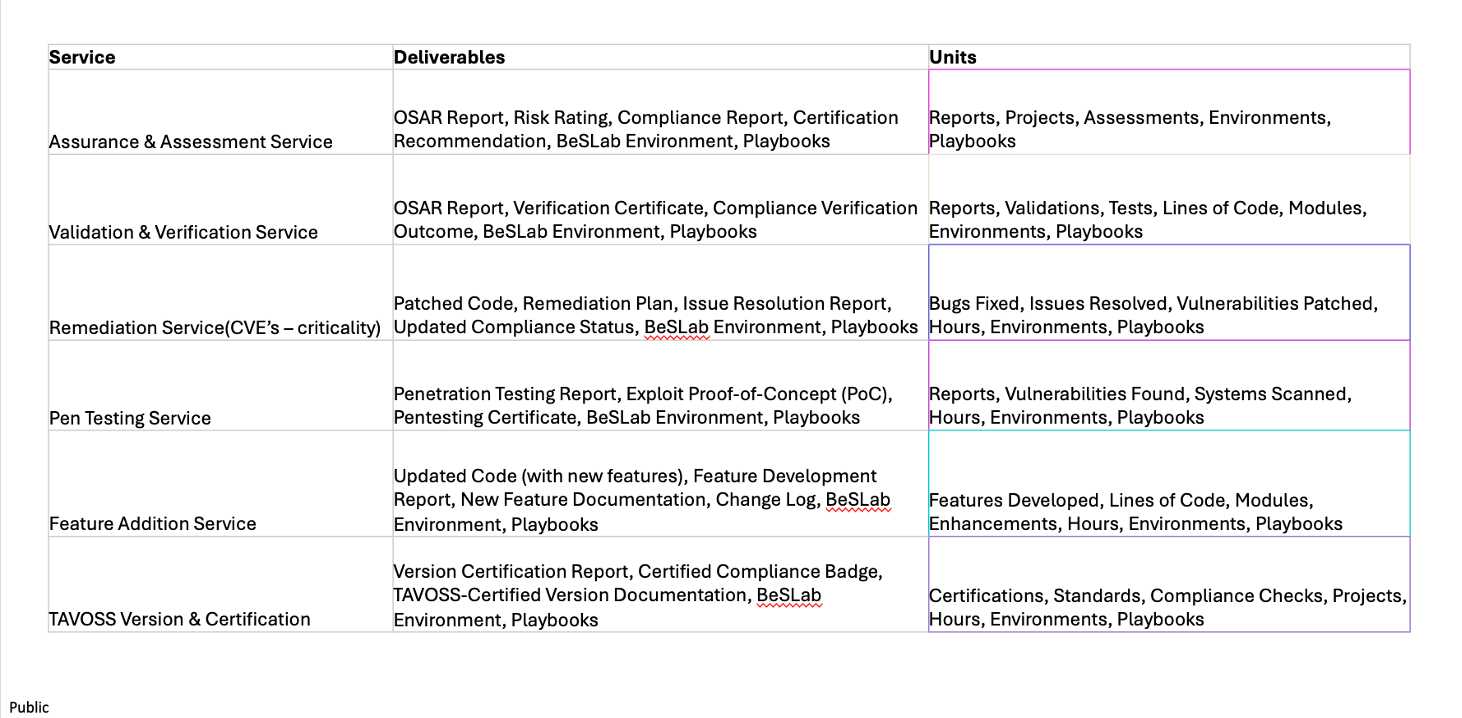 Service Deliverables Units
OSAR Report, Risk Rating, Compliance Report, Certification
Reports, Projects, Assessments, Environments,
Assurance & Assessment Service
Recommendation, BeSLab Environment, Playbooks
Playbooks
OSAR Report, Verification Certificate, Compliance Verification
Reports, Validations, Tests, Lines of Code, Modules,
Validation & Verification Service
Outcome, BeSLab Environment, Playbooks
Environments, Playbooks
Patched Code, Remediation Plan, Issue Resolution Report,
Bugs Fixed, Issues Resolved, Vulnerabilities Patched,
Remediation Service(CVE’s – criticality)
Updated Compliance Status, BeSLab Environment, Playbooks
Hours, Environments, Playbooks
Penetration Testing Report, Exploit Proof-of-Concept (PoC),
Reports, Vulnerabilities Found, Systems Scanned,
Pen Testing Service
Pentesting Certificate, BeSLab Environment, Playbooks
Hours, Environments, Playbooks
Updated Code (with new features), Feature Development
Report, New Feature Documentation, Change Log, BeSLab
Features Developed, Lines of Code, Modules,
Feature Addition Service
Environment, Playbooks
Enhancements, Hours, Environments, Playbooks
Version Certification Report, Certified Compliance Badge,
TAVOSS-Certified Version Documentation, BeSLab
Certifications, Standards, Compliance Checks, Projects,
TAVOSS Version & Certification
Environment, Playbooks
Hours, Environments, Playbooks
Public